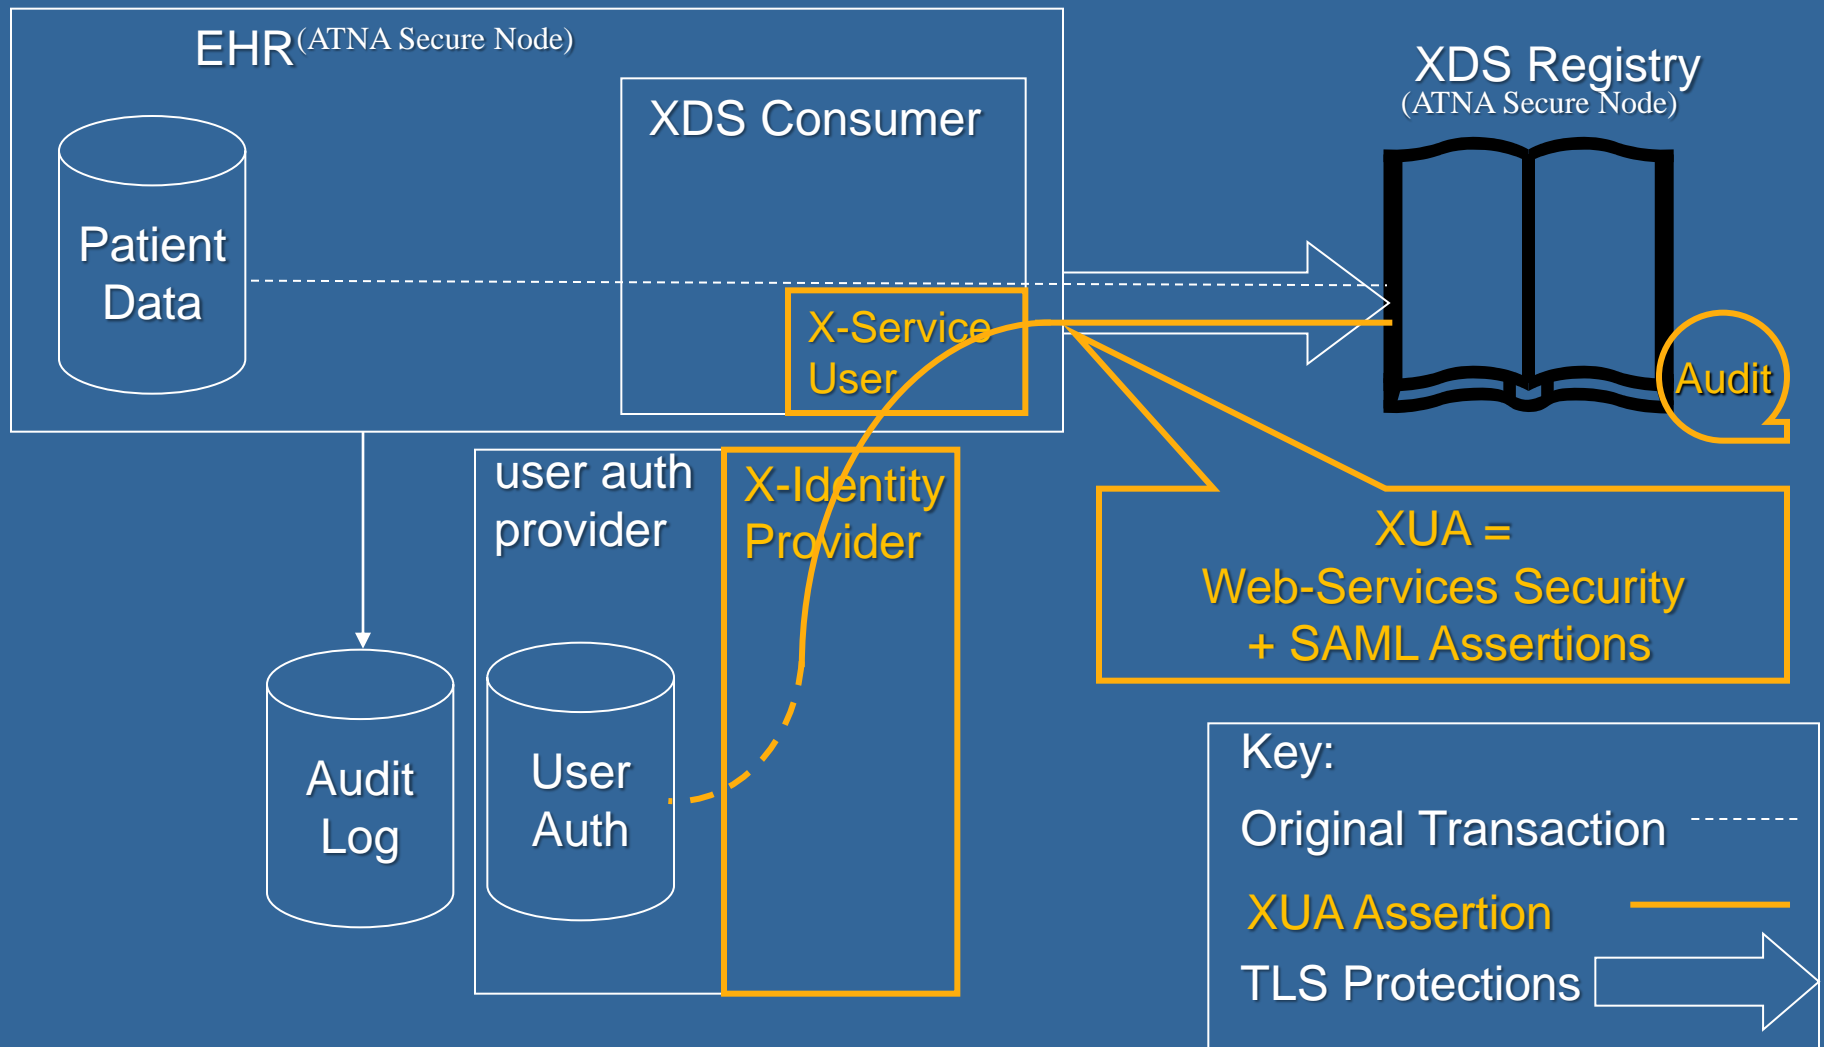 EHR(ATNA Secure Node)
XDS Registry
(ATNA Secure Node)
XDS Consumer
Patient
Data
X-Service
User
Audit
user auth
provider
X-Identity
Provider
XUA =
Web-Services Security
+ SAML Assertions
Audit
Log
User
Auth
Key:
Original Transaction
XUA Assertion
TLS Protections